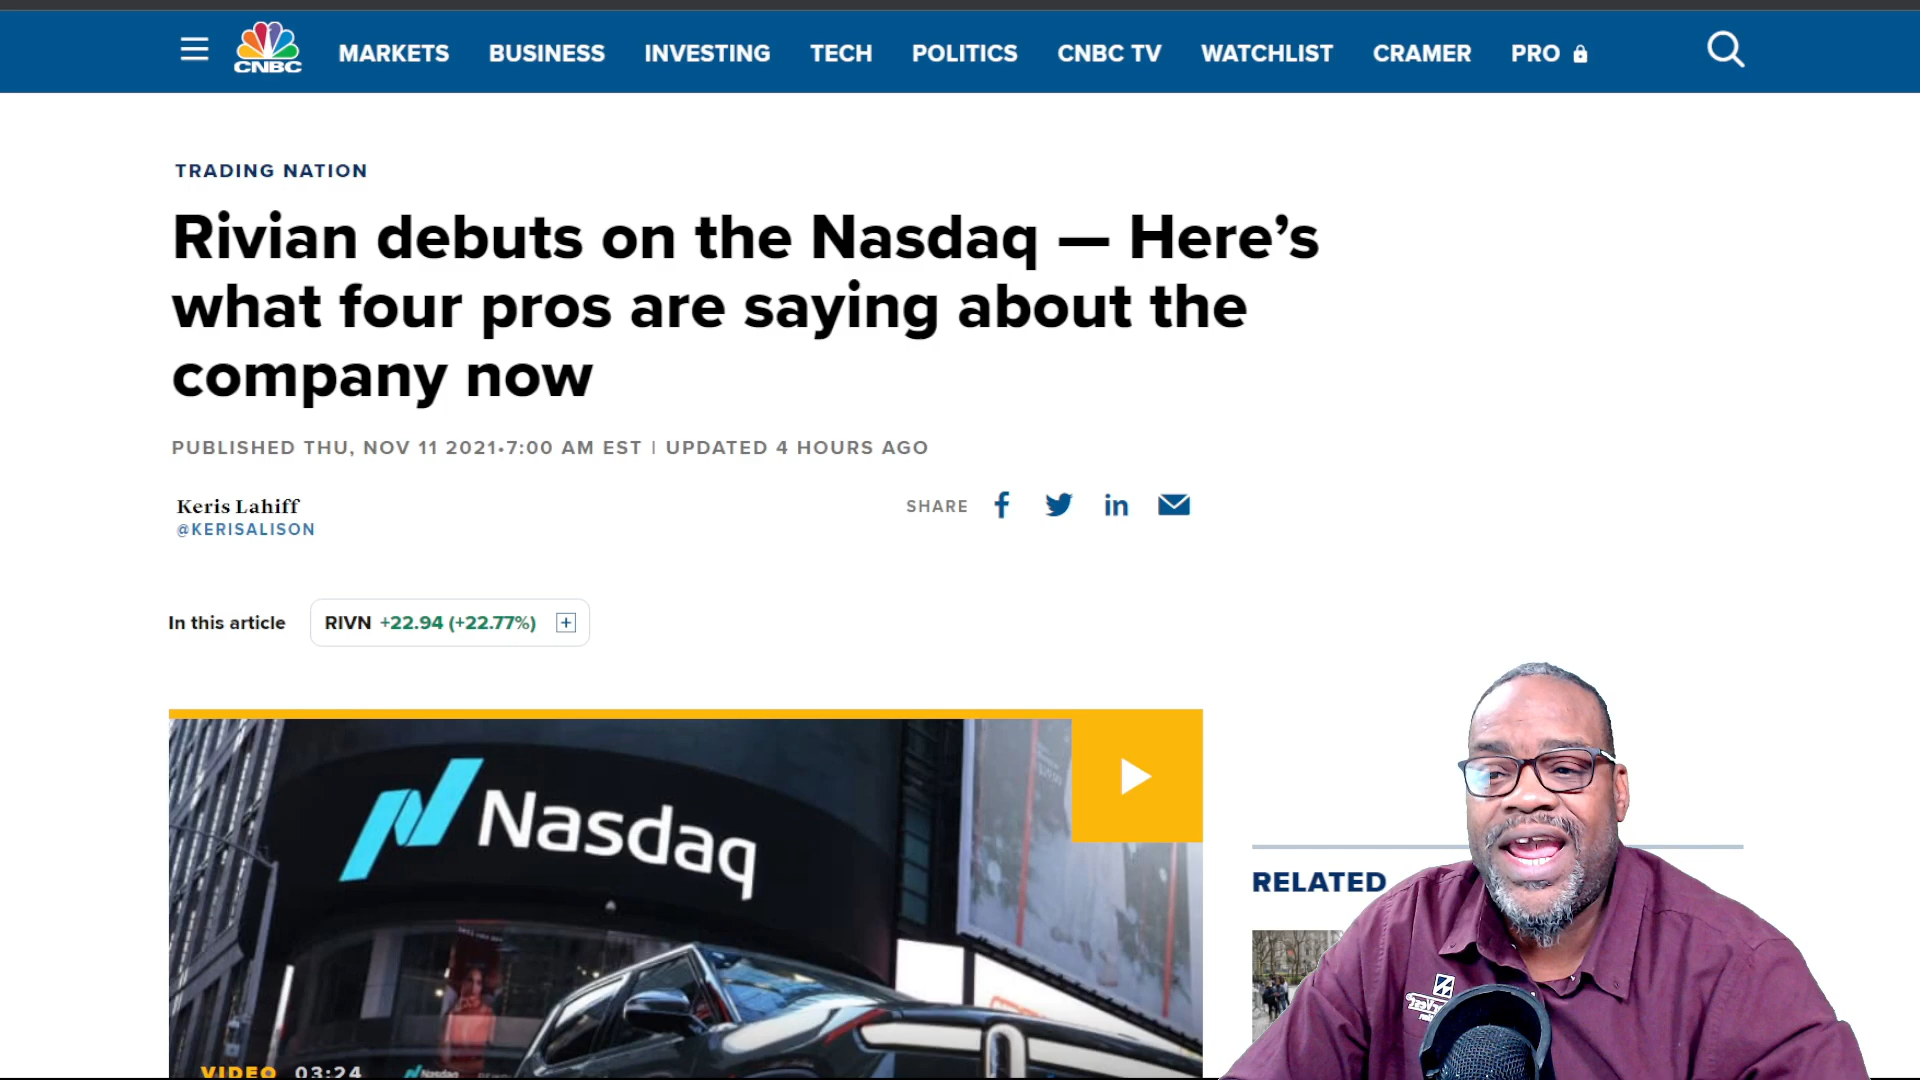 CNBC
MARKETS BUSINESS INVESTING TECH POLITICS CNBC TV WATCHLIST CRAMER PRO
TRADING NATION
Rivian debuts on the Nasdaq — Here’s
what four pros are saying about the
company now
PUBLISHED THU, NOV 11 2021•7:00 AM EST | UPDATED 4 HOURS AGO
Keris Lahiff
@KERISALISON
SHARE
In this article
RIVN +22.94 (+22.77%)
Nasdaq
RELATED
VIDEO 03:24
Nasdaq